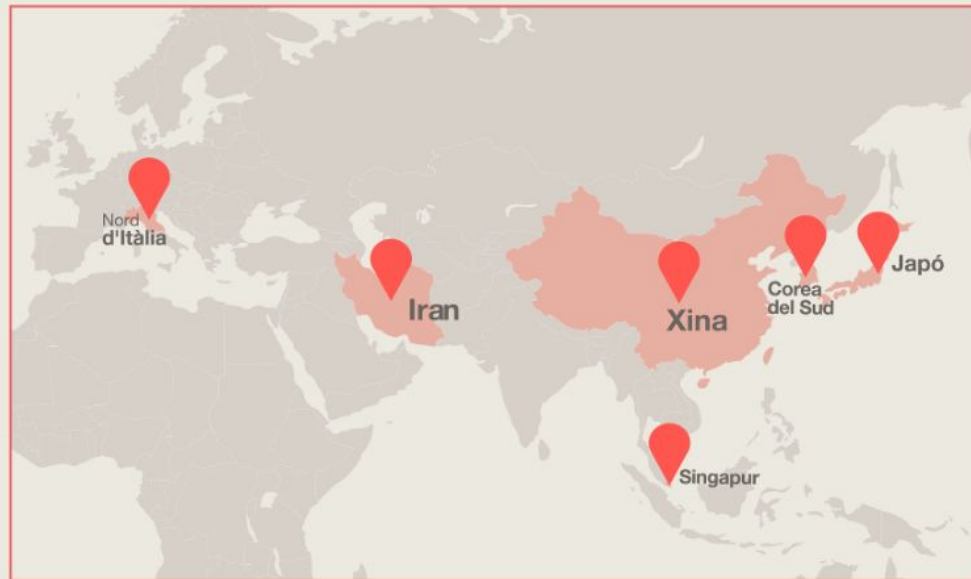 Nord
d'Itàlia
Iran
Xina
Corea
del Sud
Japó
Singapur